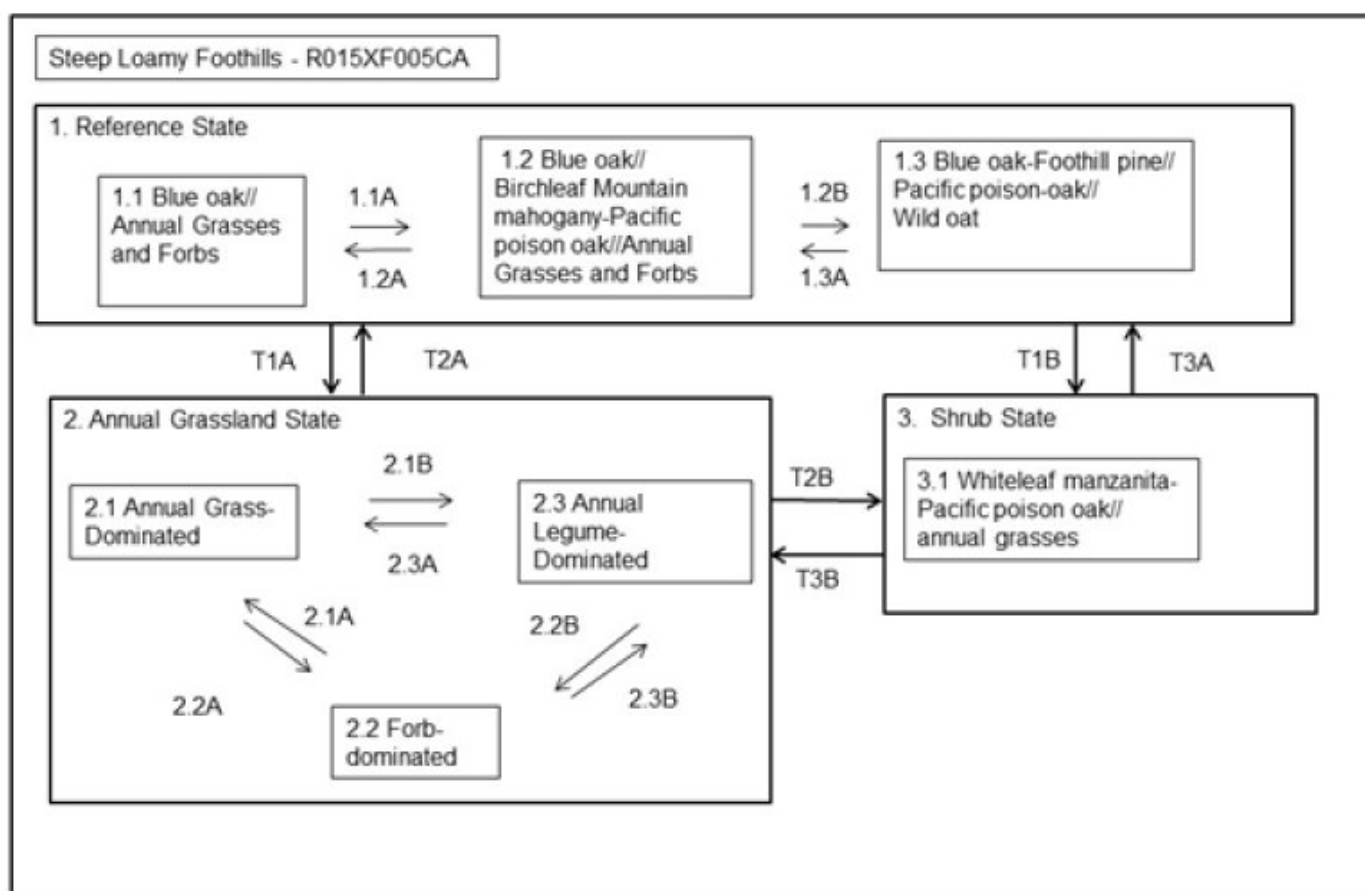 Steep Loamy Foothills - R015XF005CA
1. Reference State
1.1 Blue oak//
Annual Grasses
and Forbs
1.1A
1.2A
1.2 Blue oak//
Birchleaf Mountain
mahogany-Pacific
poison oak//Annual
Grasses and Forbs
1.2B
1.3A
1.3 Blue oak-Foothill pine//
Pacific poison-oak//
Wild oat
T1A
T2A
T1B
T3A
2. Annual Grassland State
2.1 Annual Grass-
Dominated
2.1B
2.3A
2.3 Annual
Legume-
Dominated
2.1A
2.2A
2.2B
2.3B
2.2 Forb-
dominated
T2B
T3B
3. Shrub State
3.1 Whiteleaf manzanita-
Pacific poison oak//
annual grasses